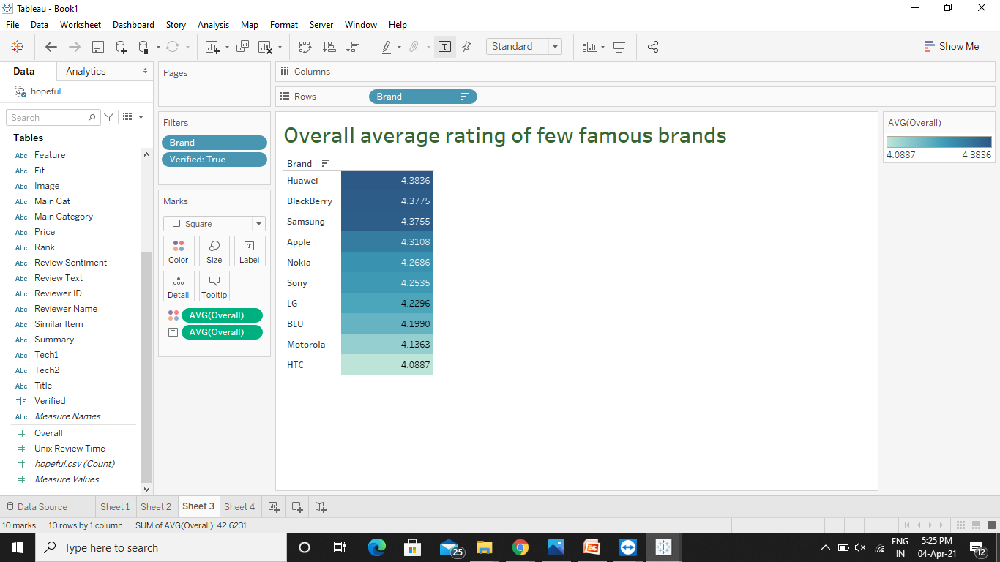 Tableau - Book1
File Data Worksheet Dashboard Story Analysis Map Format Server Window Help
Standard
Show Me
Data Analytics
hopeful
Search
Tables
Abc Feature
Abc Fit
Abc Image
Abc Main Cat
Abc Main Category
Abc Price
Abc Rank
Abc Review Sentiment
Abc Review Text
Abc Reviewer ID
Abc Reviewer Name
Abc Similar Item
Abc Summary
Abc Tech1
Abc Tech2
Abc Title
T|F Verified
Abc Measure Names
# Overall
# Unix Review Time
# hopeful.csv (Count)
# Measure Values
Pages
Filters
Brand
Verified: True
Marks
Square
Color Size Label
Detail Tooltip
AVG(Overall)
AVG(Overall)
Columns
Rows Brand
Overall average rating of few famous brands
Brand
Huawei 4.3836
BlackBerry 4.3775
Samsung 4.3755
Apple 4.3108
Nokia 4.2686
Sony 4.2535
LG 4.2296
BLU 4.1990
Motorola 4.1363
HTC 4.0887
AVG(Overall)
4.0887 4.3836
Data Source Sheet 1 Sheet 2 Sheet 3 Sheet 4
10 marks 10 rows by 1 column SUM of AVG(Overall): 42.6231
Type here to search
25
ENG
IN
5:25 PM
04-Apr-21
12